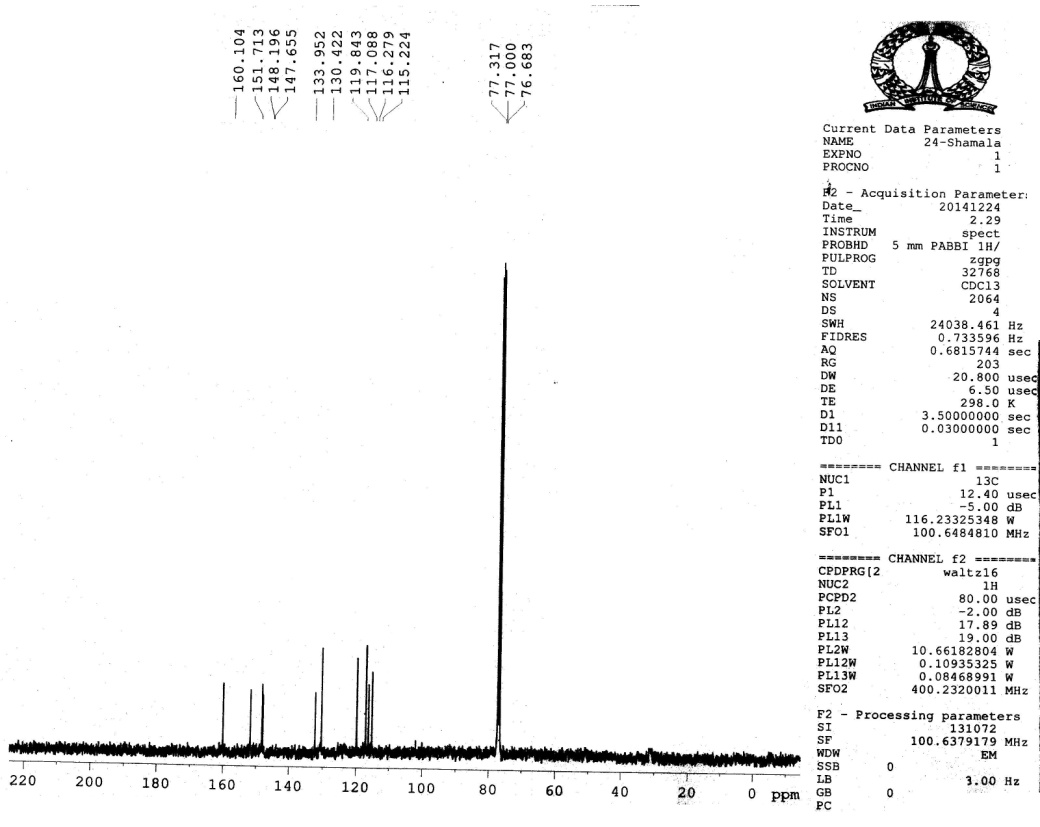 160.104
151.713
148.196
147.655
133.952
130.422
119.843
117.088
116.279
115.224
77.317
77.000
76.683
INDIAN INSTITUTE OF SCIENCE
Current Data Parameters
NAME 24-Shamala
EXPNO 1
PROCNO 1
F2 - Acquisition Parameter:
Date_ 20141224
Time 2.29
INSTRUM spect
PROBHD 5 mm PABBI 1H/
PULPROG zgpg
TD 32768
SOLVENT CDCl3
NS 2064
DS 4
SWH 24038.461 Hz
FIDRES 0.733596 Hz
AQ 0.6815744 sec
RG 203
DW 20.800 usec
DE 6.50 usec
TE 298.0 K
D1 3.50000000 sec
D11 0.03000000 sec
TD0 1
======== CHANNEL f1 ========
NUC1 13C
P1 12.40 usec
PL1 -5.00 dB
PL1W 116.23325348 W
SFO1 100.6484810 MHz
======== CHANNEL f2 ========
CPDPRG[2 waltz16
NUC2 1H
PCPD2 80.00 usec
PL2 -2.00 dB
PL12 17.89 dB
PL13 19.00 dB
PL2W 10.66182804 W
PL12W 0.10935325 W
PL13W 0.08468991 W
SFO2 400.2320011 MHz
F2 - Processing parameters
SI 131072
SF 100.6379179 MHz
WDW EM
SSB 0
LB 3.00 Hz
GB 0
PC
220 200 180 160 140 120 100 80 60 40 20 0 ppm